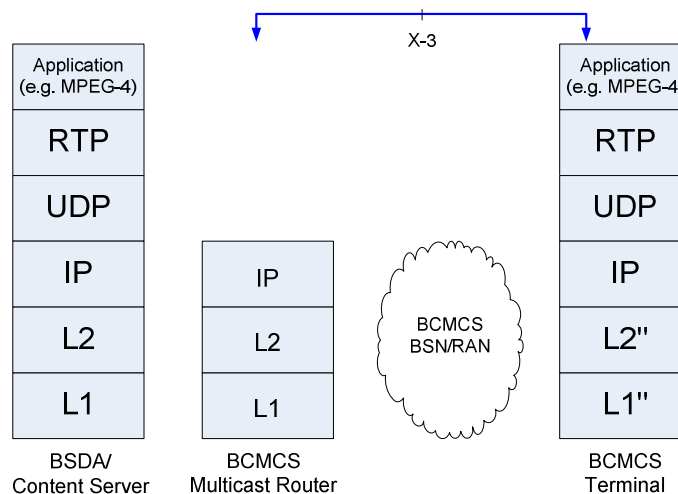 X-3
Application
(e.g. MPEG-4)
RTP
UDP
IP
L2
L1
BSDA/
Content Server
IP
L2
L1
BCMCS
Multicast Router
BCMCS
BSN/RAN
Application
(e.g. MPEG-4
RTP
UDP
IP
L2"
L1"
BCMCS
Terminal